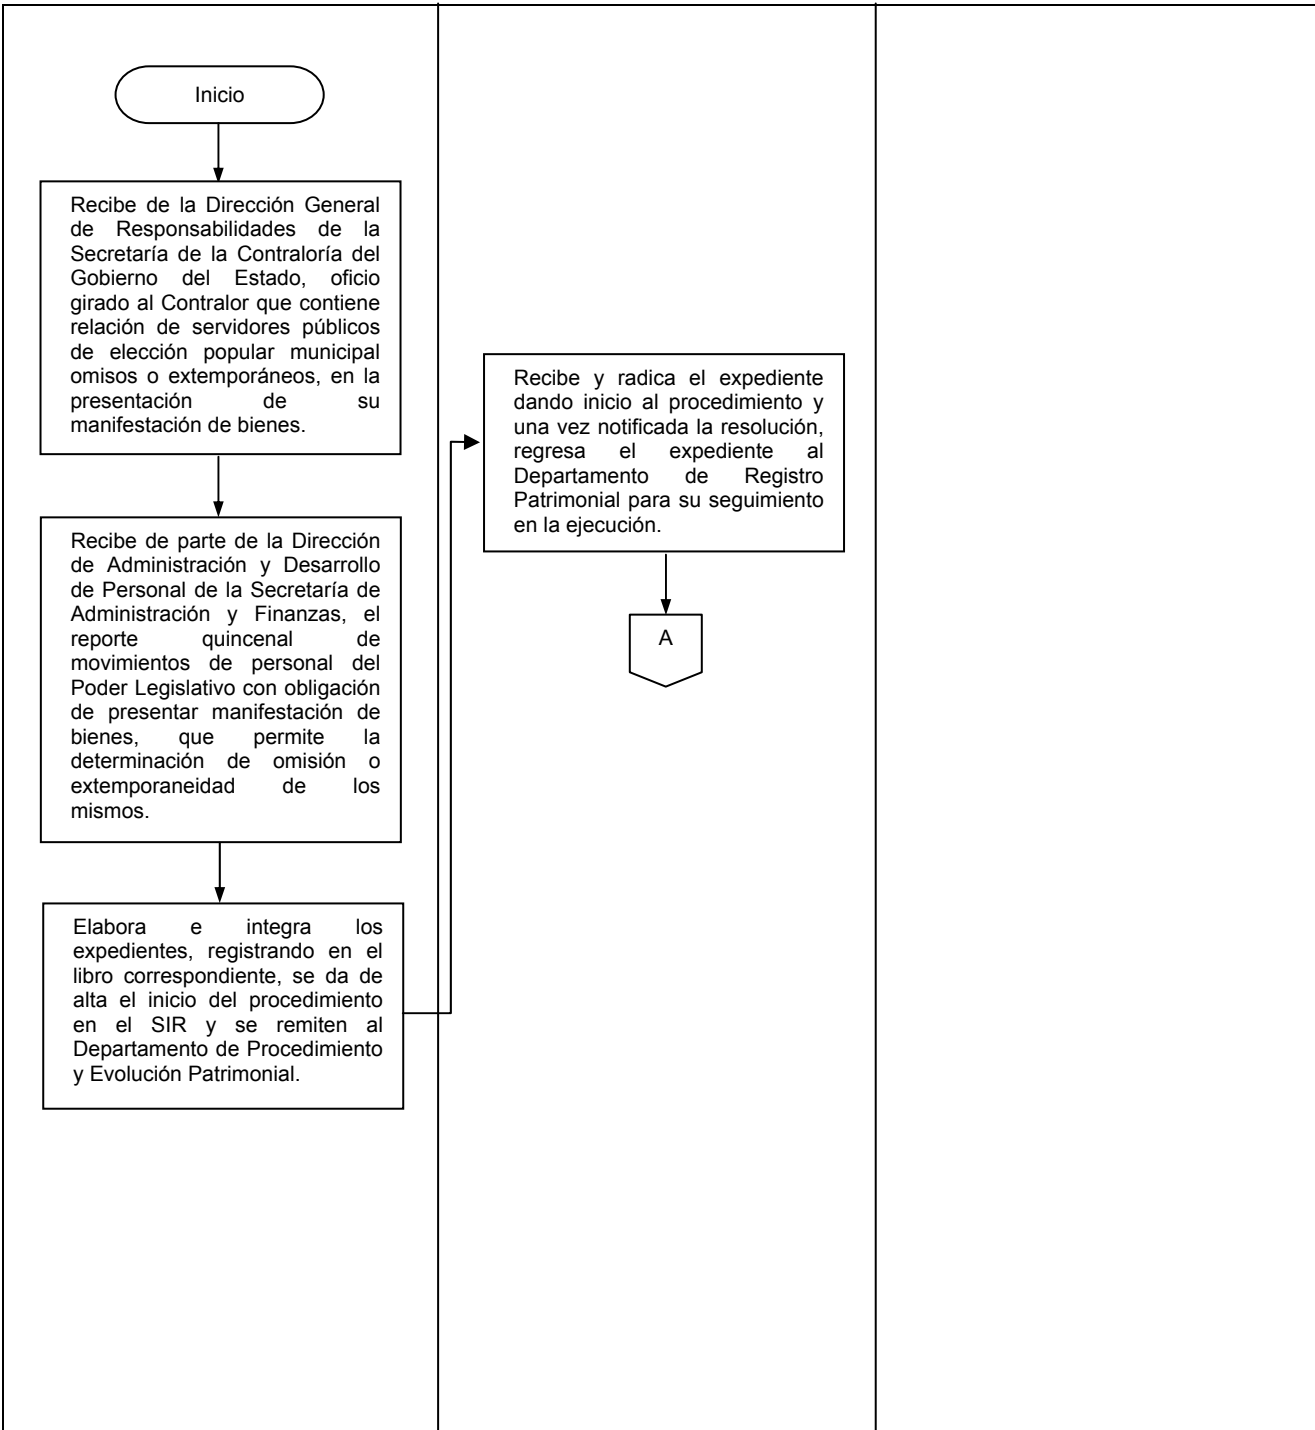 Inicio
Recibe de la Dirección General
de Responsabilidades de la
Secretaría de la Contraloría del
Gobierno del Estado, oficio
girado al Contralor que contiene
relación de servidores públicos
de elección popular municipal
omisos o extemporáneos, en la
presentación de su
manifestación de bienes.
Recibe de parte de la Dirección
de Administración y Desarrollo
de Personal de la Secretaría de
Administración y Finanzas, el
reporte quincenal de
movimientos de personal del
Poder Legislativo con obligación
de presentar manifestación de
bienes, que permite la
determinación de omisión o
extemporaneidad de los
mismos.
Elabora e integra los
expedientes, registrando en el
libro correspondiente, se da de
alta el inicio del procedimiento
en el SIR y se remiten al
Departamento de Procedimiento
y Evolución Patrimonial.
Recibe y radica el expediente
dando inicio al procedimiento y
una vez notificada la resolución,
regresa el expediente al
Departamento de Registro
Patrimonial para su seguimiento
en la ejecución.
A